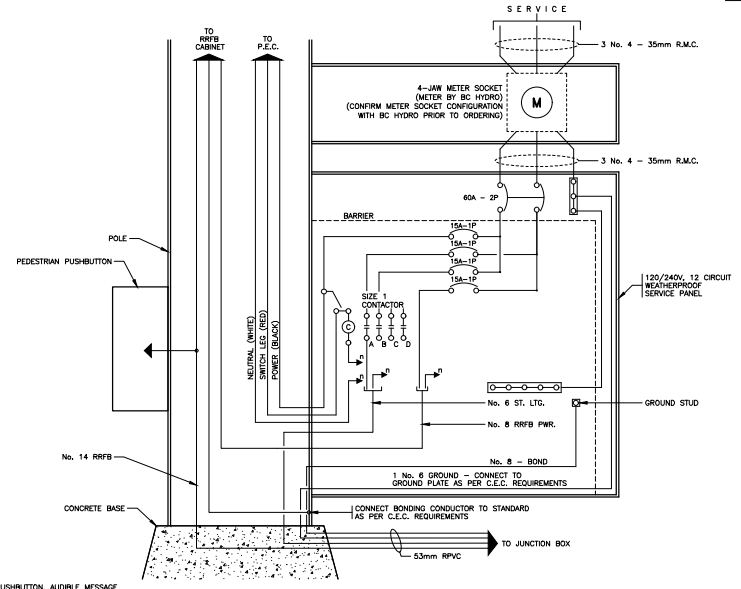 SERVICE
TO
RRFB
CABINET
TO
P.E.C.
3 No. 4 - 35mm R.M.C.
4-JAW METER SOCKET
(METER BY BC HYDRO)
(CONFIRM METER SOCKET CONFIGURATION
WITH BC HYDRO PRIOR TO ORDERING)
M
3 No. 4 - 35mm R.M.C.
60A - 2P
BARRIER
15A-1P
15A-1P
15A-1P
15A-1P
POLE
PEDESTRIAN PUSHBUTTON
120/240V, 12 CIRCUIT
WEATHERPROOF
SERVICE PANEL
SIZE 1
CONTACTOR
C
A B C D
NEUTRAL (WHITE)
SWITCH LEG (RED)
POWER (BLACK)
n
n
n
n
No. 6 ST. LTG.
GROUND STUD
No. 8 RRFB PWR.
No. 14 RRFB
No. 8 - BOND
1 No. 6 GROUND - CONNECT TO
GROUND PLATE AS PER C.E.C. REQUIREMENTS
CONCRETE BASE
CONNECT BONDING CONDUCTOR TO STANDARD
AS PER C.E.C. REQUIREMENTS
TO JUNCTION BOX
53mm RPVC
PUSHBUTTON, AUDIBLE MESSAGE